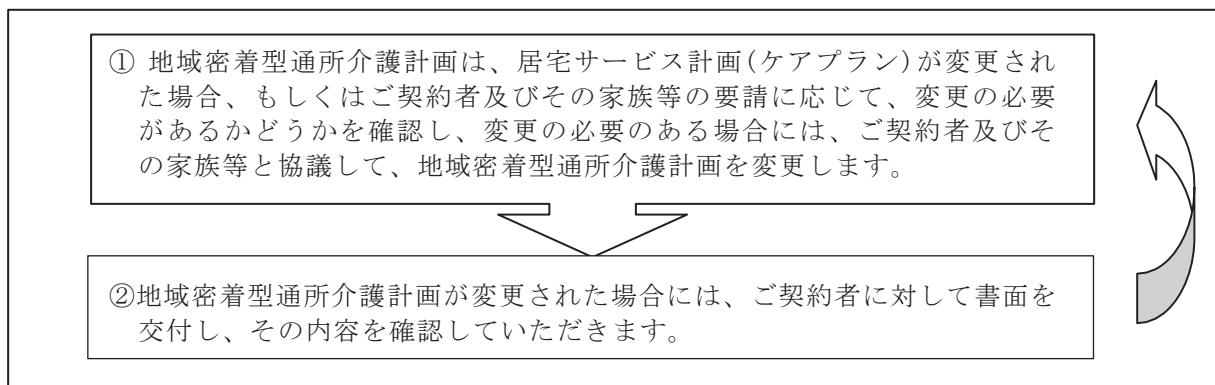 ① 地域密着型通所介護計画は、居宅サービス計画(ケアプラン)が変更され
た場合、もしくはご契約者及びその家族等の要請に応じて、変更の必要
があるかどうかを確認し、変更の必要のある場合には、ご契約者及びそ
の家族等と協議して、地域密着型通所介護計画を変更します。
②地域密着型通所介護計画が変更された場合には、ご契約者に対して書面を
交付し、その内容を確認していただきます。